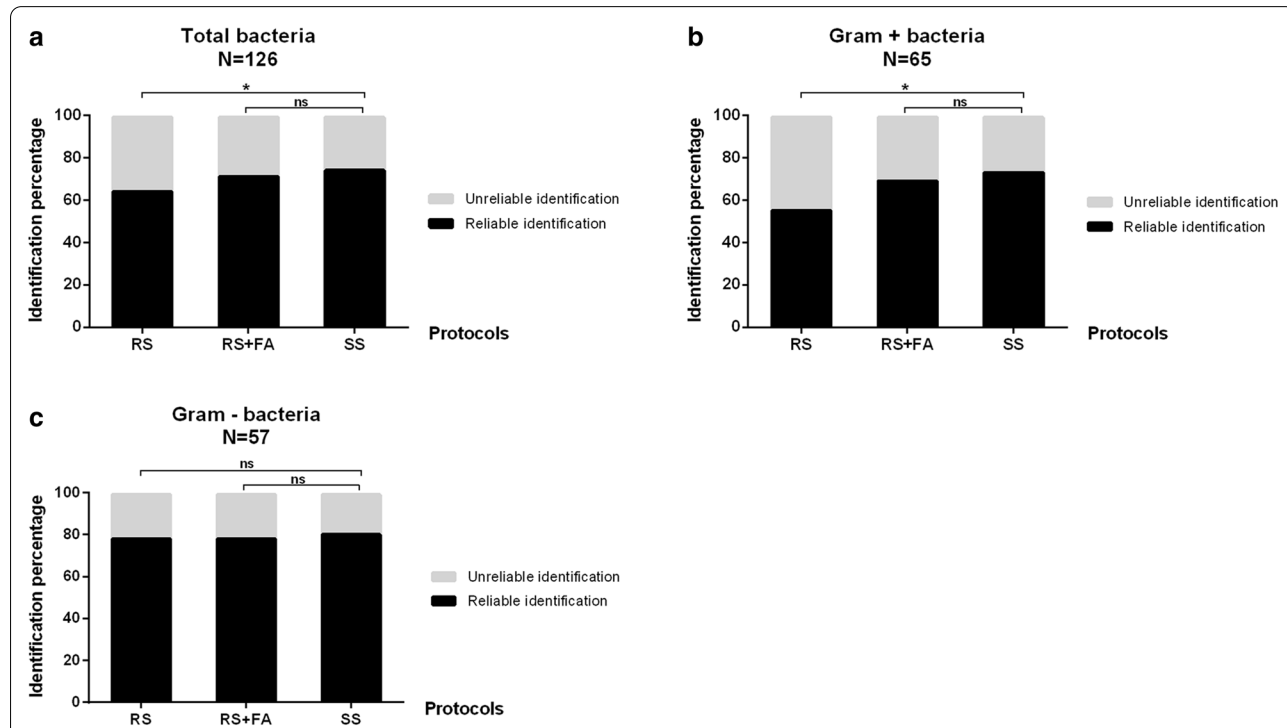 a
Total bacteria
N=126
*
ns
100
80
60
40
20
0
Identification percentage
RS
RS+FA
SS
Protocols
Unreliable identification
Reliable identification
b
Gram + bacteria
N=65
*
ns
100
80
60
40
20
0
Identification percentage
RS
RS+FA
SS
Protocols
Unreliable identification
Reliable identification
c
Gram - bacteria
N=57
ns
ns
100
80
60
40
20
0
Identification percentage
RS
RS+FA
SS
Protocols
Unreliable identification
Reliable identification